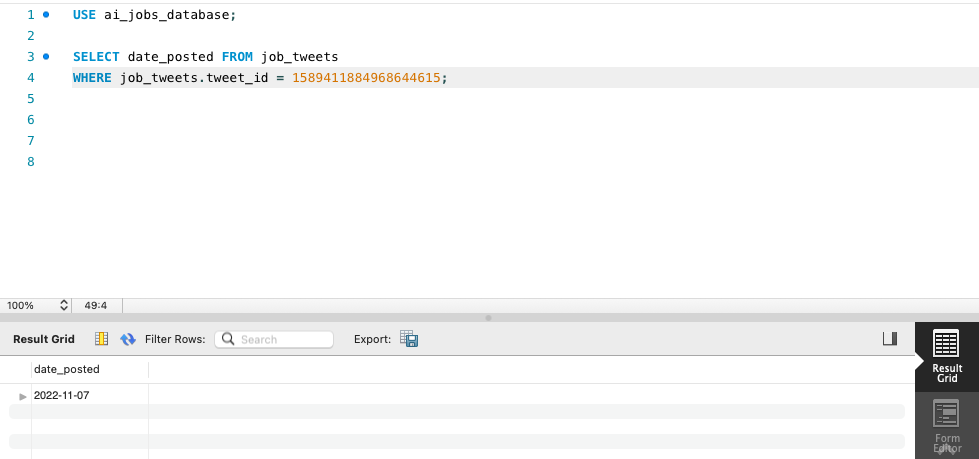 1 USE ai_jobs_database;
2
3 SELECT date_posted FROM job_tweets
4 WHERE job_tweets.tweet_id = 1589411884968644615;
5
6
7
8
100% 49:4
Result Grid Filter Rows: Search Export:
date_posted
2022-11-07
Result
Grid
Form
Editor